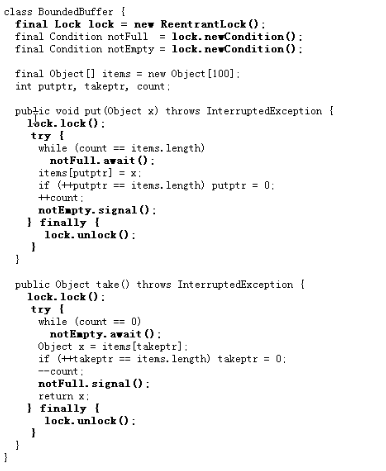 class BoundedBuffer {
final Lock lock = new ReentrantLock();
final Condition notFull  = lock.newCondition();
final Condition notEmpty = lock.newCondition();
final Object[] items = new Object[100];
int putptr, takeptr, count;
public void put(Object x) throws InterruptedException {
lock.lock();
try {
while (count == items.length)
notFull.await();
items[putptr] = x;
if (++putptr == items.length) putptr = 0;
++count;
notEmpty.signal();
} finally {
lock.unlock();
}
}
public Object take() throws InterruptedException {
lock.lock();
try {
while (count == 0)
notEmpty.await();
Object x = items[takeptr];
if (++takeptr == items.length) takeptr = 0;
--count;
notFull.signal();
return x;
} finally {
lock.unlock();
}
}
}